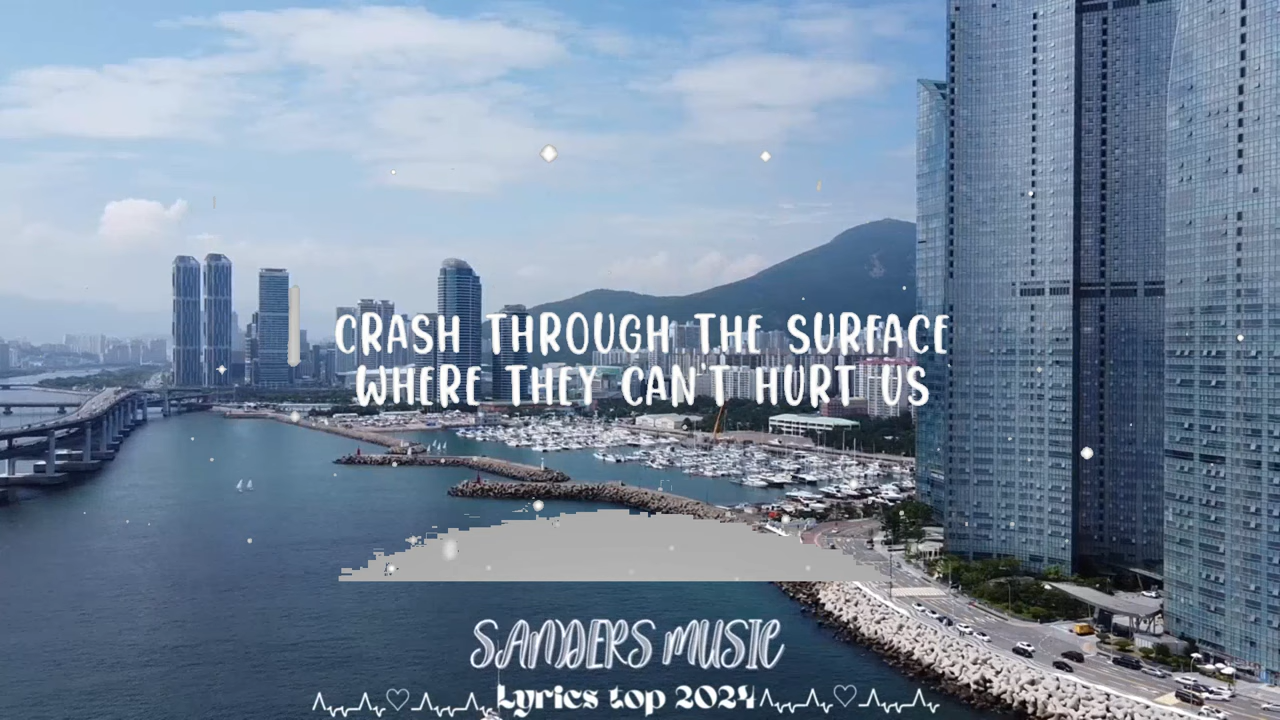 CRASH THROUGH THE SURFACE
WHERE THEY CAN'T HURT US
SANDERS MUSIC
Lyrics top 2024